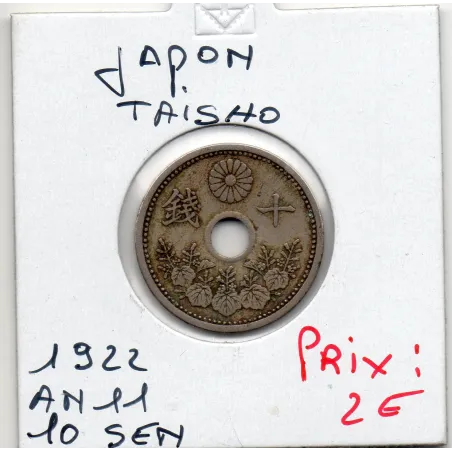 JAPON
TAISHO
錢 十
1922
AN 11
10 SEN
PRix :
2€